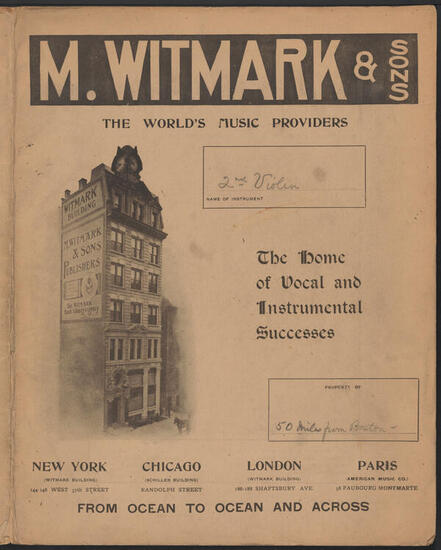 M. WITMARK & SONS
THE WORLD'S MUSIC PROVIDERS
2nd Violin
NAME OF INSTRUMENT
WITMARK
BUILDING
M. WITMARK
& SONS
PUBLISHERS
The Home
of Vocal and
Instrumental
Successes
PROPERTY OF
50 Miles from Boston -
NEW YORK
(WITMARK BUILDING)
144-146 WEST 37th STREET
CHICAGO
(SCHILLER BUILDING)
RANDOLPH STREET
LONDON
(WITMARK BUILDING)
SHAFTSBURY AVE.
PARIS
(AMERICAN MUSIC CO.)
FAUBOURG MONTMARTE
FROM OCEAN TO OCEAN AND ACROSS